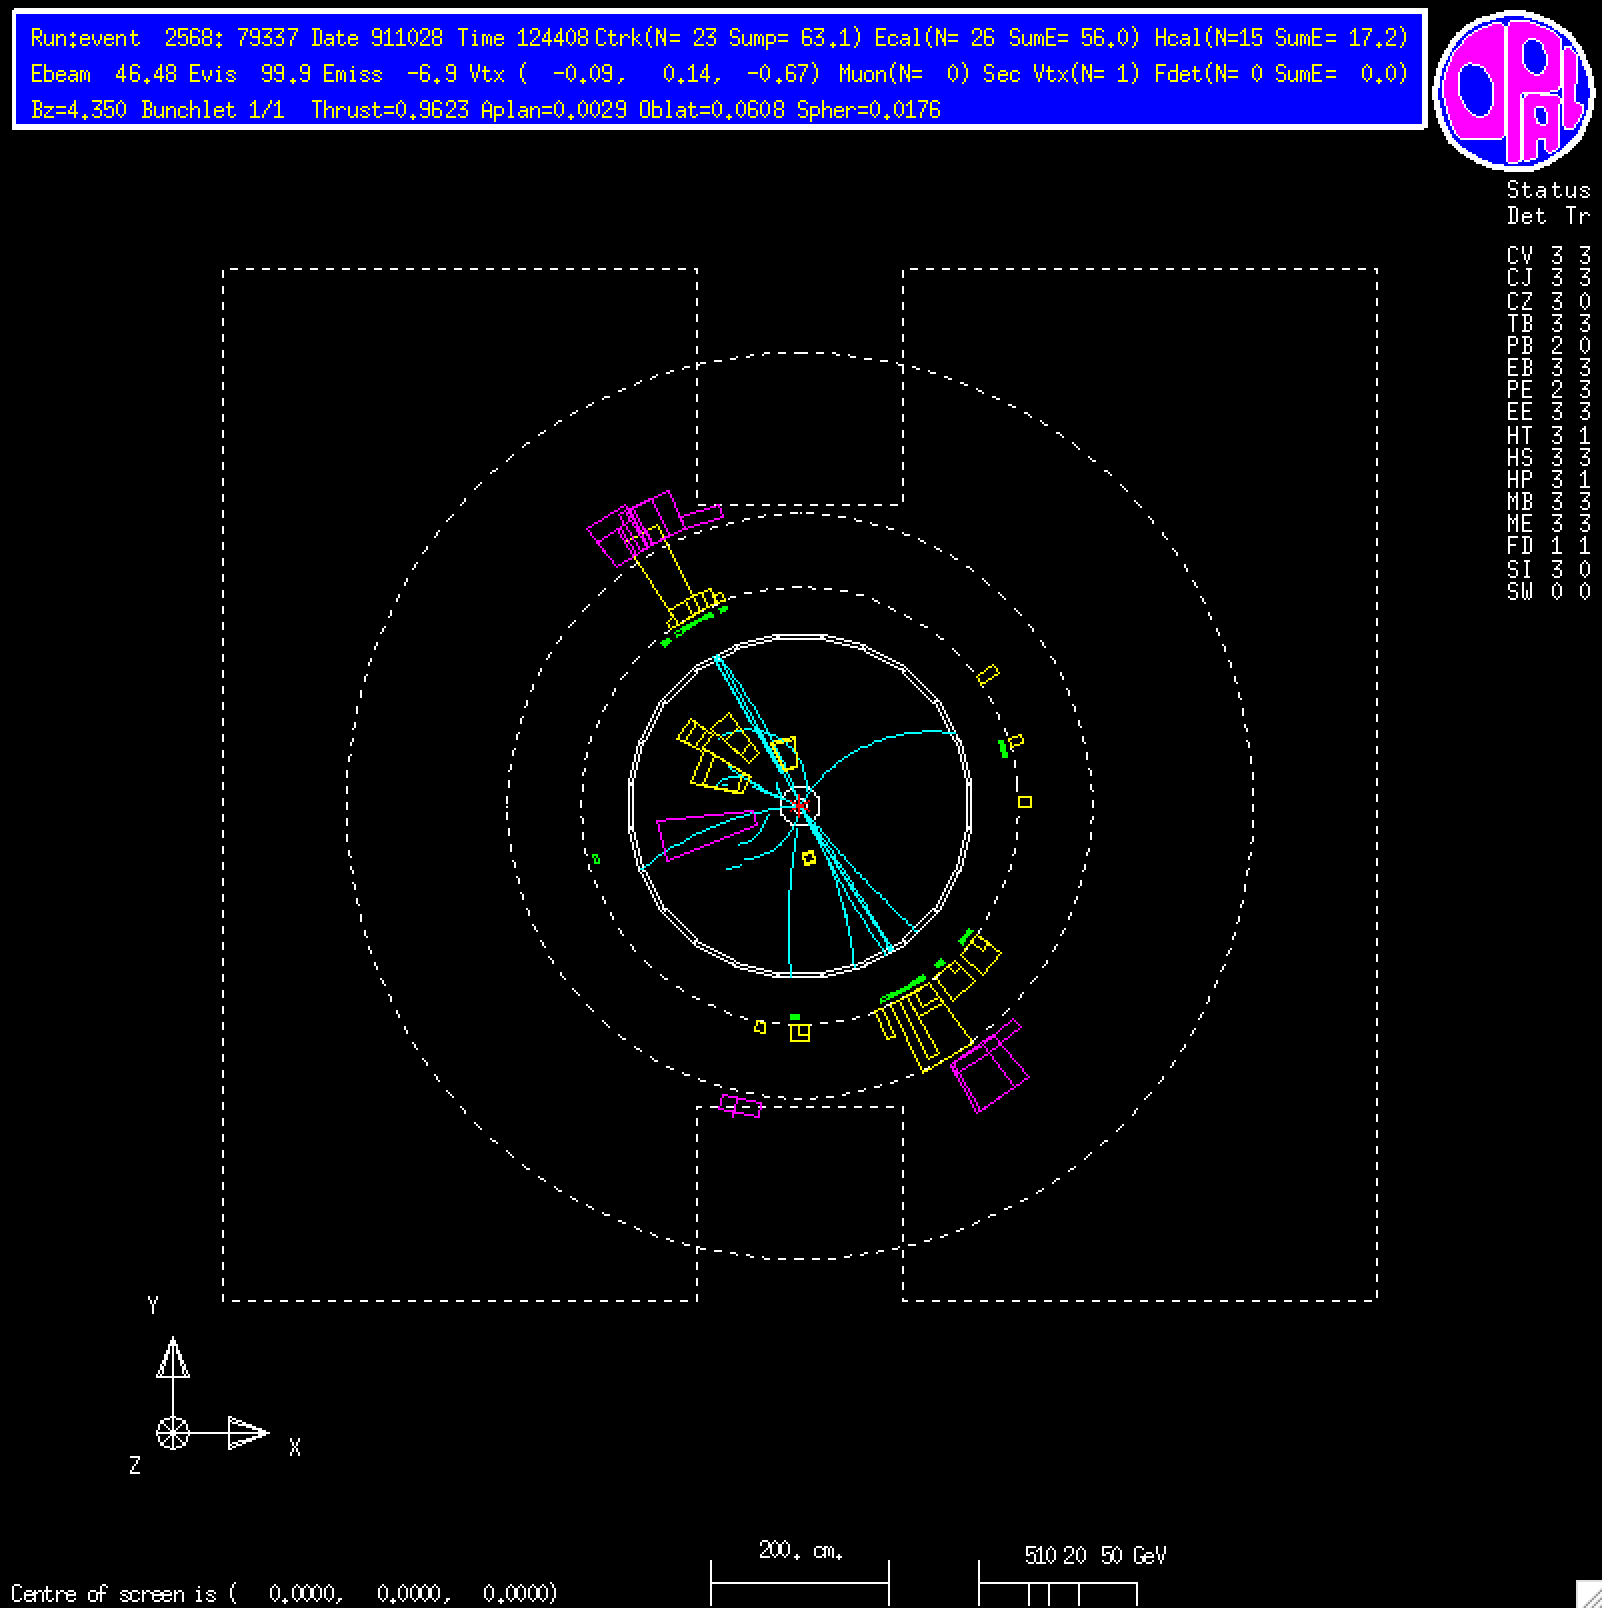 Run:event 2568: 79337 Date 911028 Time 124408 Ctrk(N= 23 Sump= 63.1) Ecal(N= 26 SumE= 56.0) Hcal(N=15 SumE= 17.2)
Ebeam 46.48 Evis 99.9 Emiss -6.9 Vtx ( -0.09, 0.14, -0.67) Muon(N= 0) Sec Vtx(N= 1) Fdet(N= 0 SumE= 0.0)
Bz=4.350 Bunchlet 1/1 Thrust=0.9623 Aplan=0.0029 Oblat=0.0608 Spher=0.0176
OPAL
Status
Det Tr
CV 3 3
CJ 3 3
CZ 3 0
TB 3 3
PB 2 0
EB 3 3
PE 2 3
EE 3 3
HT 3 1
HS 3 3
HP 3 1
MB 3 3
ME 3 3
FD 1 1
SI 3 0
SW 0 0
Y
X
Z
200. cm.
5 10 20 50 GeV
Centre of screen is ( 0.0000, 0.0000, 0.0000)